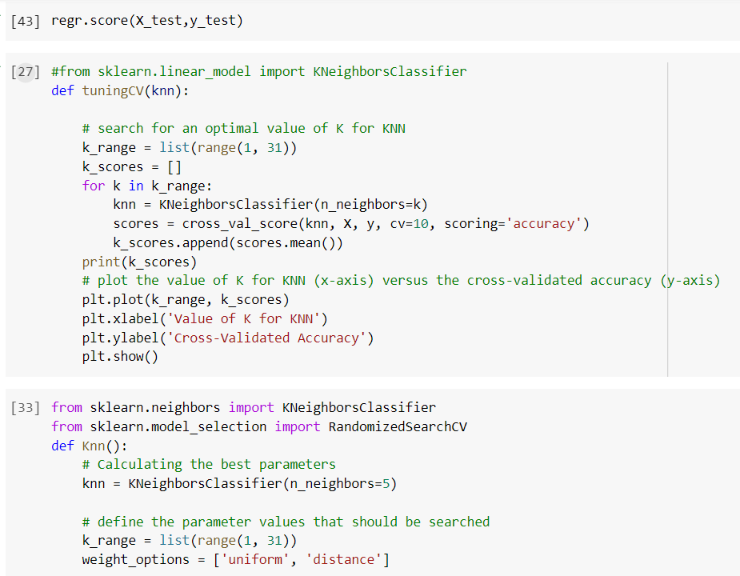 [43] regr.score(X_test,y_test)
[27] #from sklearn.linear_model import KNeighborsClassifier
def tuningCV(knn):
# search for an optimal value of K for KNN
k_range = list(range(1, 31))
k_scores = []
for k in k_range:
knn = KNeighborsClassifier(n_neighbors=k)
scores = cross_val_score(knn, X, y, cv=10, scoring='accuracy')
k_scores.append(scores.mean())
print(k_scores)
# plot the value of K for KNN (x-axis) versus the cross-validated accuracy (y-axis)
plt.plot(k_range, k_scores)
plt.xlabel('Value of K for KNN')
plt.ylabel('Cross-Validated Accuracy')
plt.show()
[33] from sklearn.neighbors import KNeighborsClassifier
from sklearn.model_selection import RandomizedSearchCV
def Knn():
# Calculating the best parameters
knn = KNeighborsClassifier(n_neighbors=5)
# define the parameter values that should be searched
k_range = list(range(1, 31))
weight_options = ['uniform', 'distance']